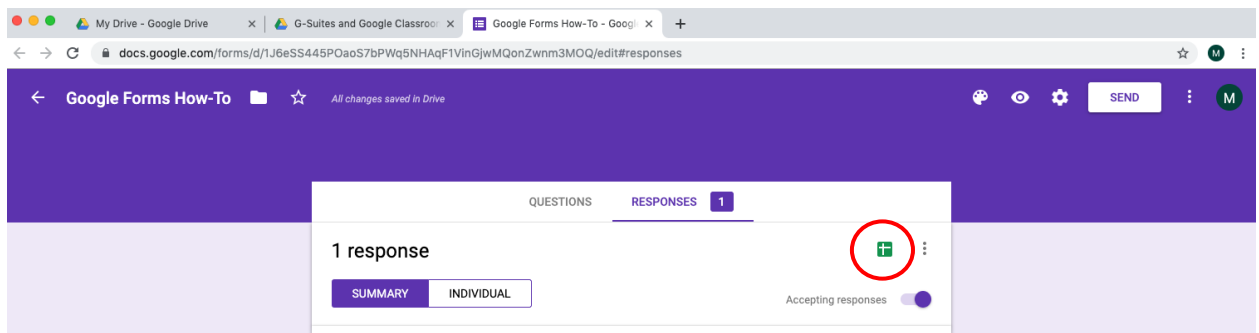 My Drive - Google Drive
G-Suites and Google Classroor
Google Forms How-To - Googl
docs.google.com/forms/d/1J6eSS445POaoS7bPWq5NHAqF1VinGjwMQonZwnm3MOQ/edit#responses
M
Google Forms How-To
All changes saved in Drive
SEND
M
QUESTIONS
RESPONSES 1
1 response
SUMMARY
INDIVIDUAL
Accepting responses